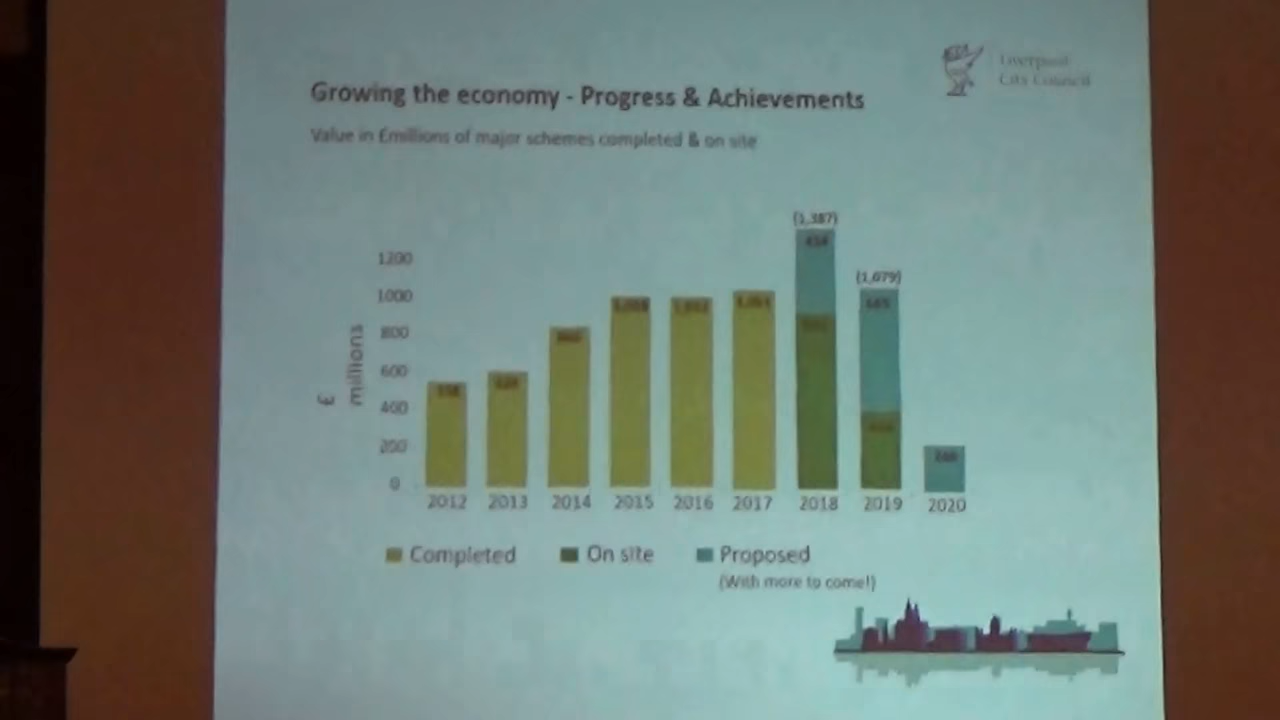 Liverpool
City Council
Growing the economy - Progress & Achievements
Value in £millions of major schemes completed & on site
(1,387)
(1,079)
1200
1000
800
600
400
200
0
£
millions
2012 2013 2014 2015 2016 2017 2018 2019 2020
Completed On site Proposed
(With more to come!)